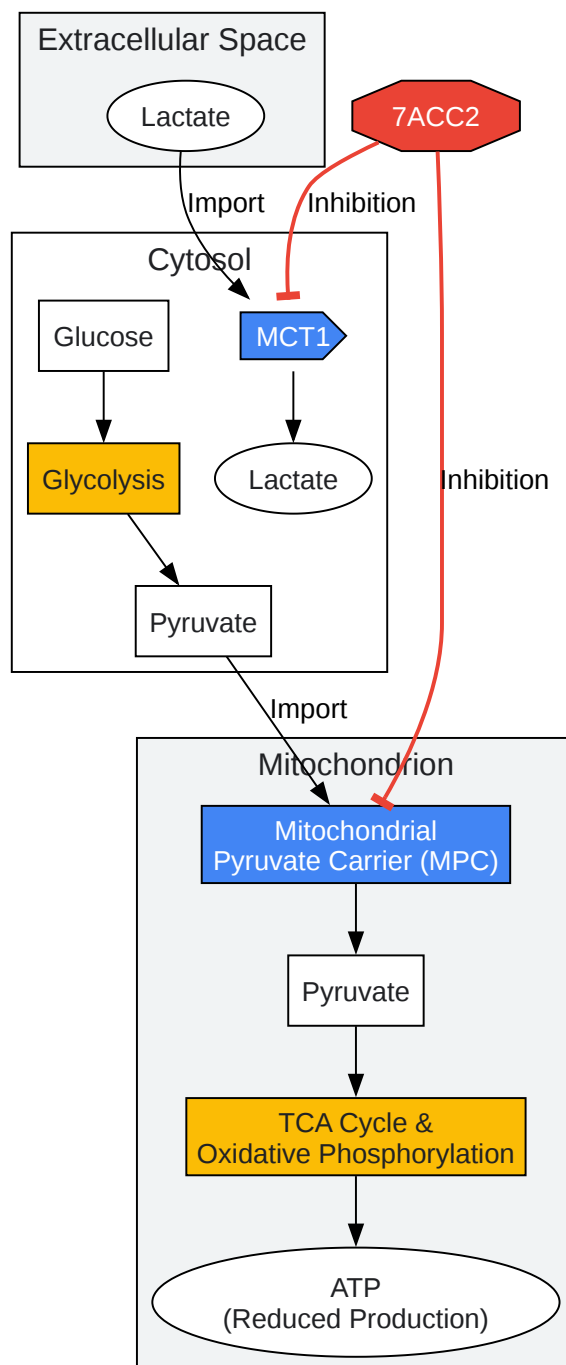 Extracellular Space
Lactate
7ACC2
Import
Inhibition
Cytosol
Glucose
MCT1
Glycolysis
Lactate
Inhibition
Pyruvate
Import
Mitochondrion
Mitochondrial
Pyruvate Carrier (MPC)
Pyruvate
TCA Cycle &
Oxidative Phosphorylation
ATP
(Reduced Production)